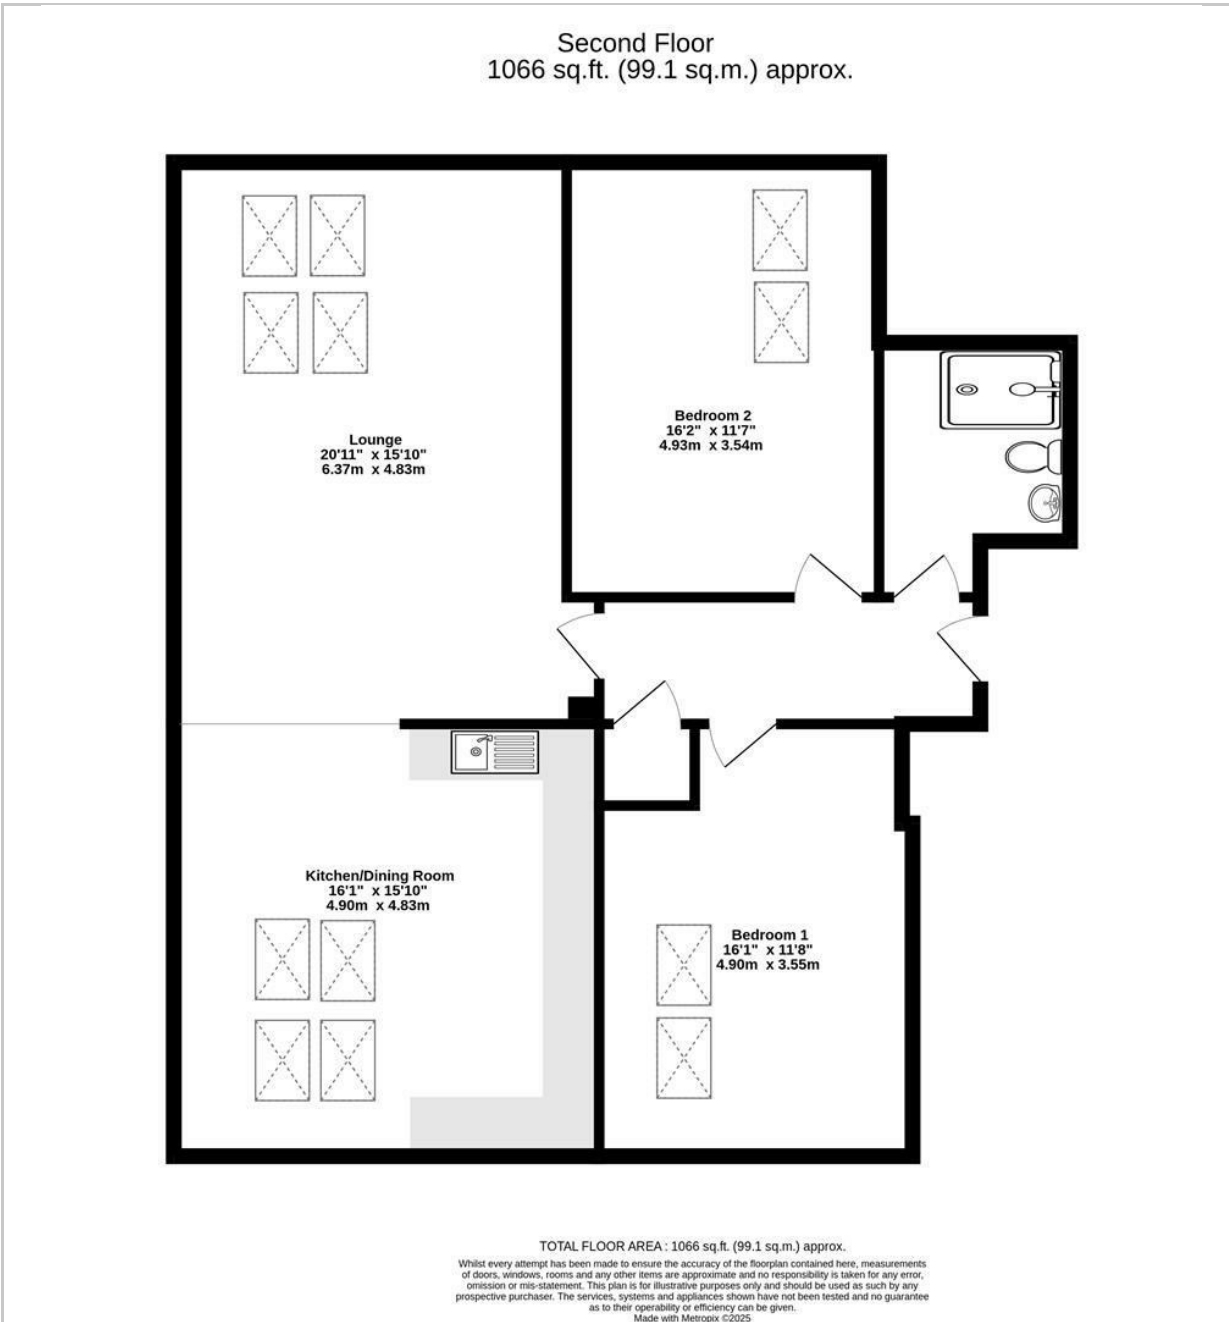 Second Floor
1066 sq.ft. (99.1 sq.m.) approx.
Lounge
20'11" x 15'10"
6.37m x 4.83m
Bedroom 2
16'2" x 11'7"
4.93m x 3.54m
Kitchen/Dining Room
16'1" x 15'10"
4.90m x 4.83m
Bedroom 1
16'1" x 11'8"
4.90m x 3.55m
TOTAL FLOOR AREA : 1066 sq.ft. (99.1 sq.m.) approx.
Whilst every attempt has been made to ensure the accuracy of the floorplan contained here, measurements
of doors, windows, rooms and any other items are approximate and no responsibility is taken for any error,
omission or mis-statement. This plan is for illustrative purposes only and should be used as such by any
prospective purchaser. The services, systems and appliances shown have not been tested and no guarantee
as to their operability or efficiency can be given.
Made with Metropix ©2025